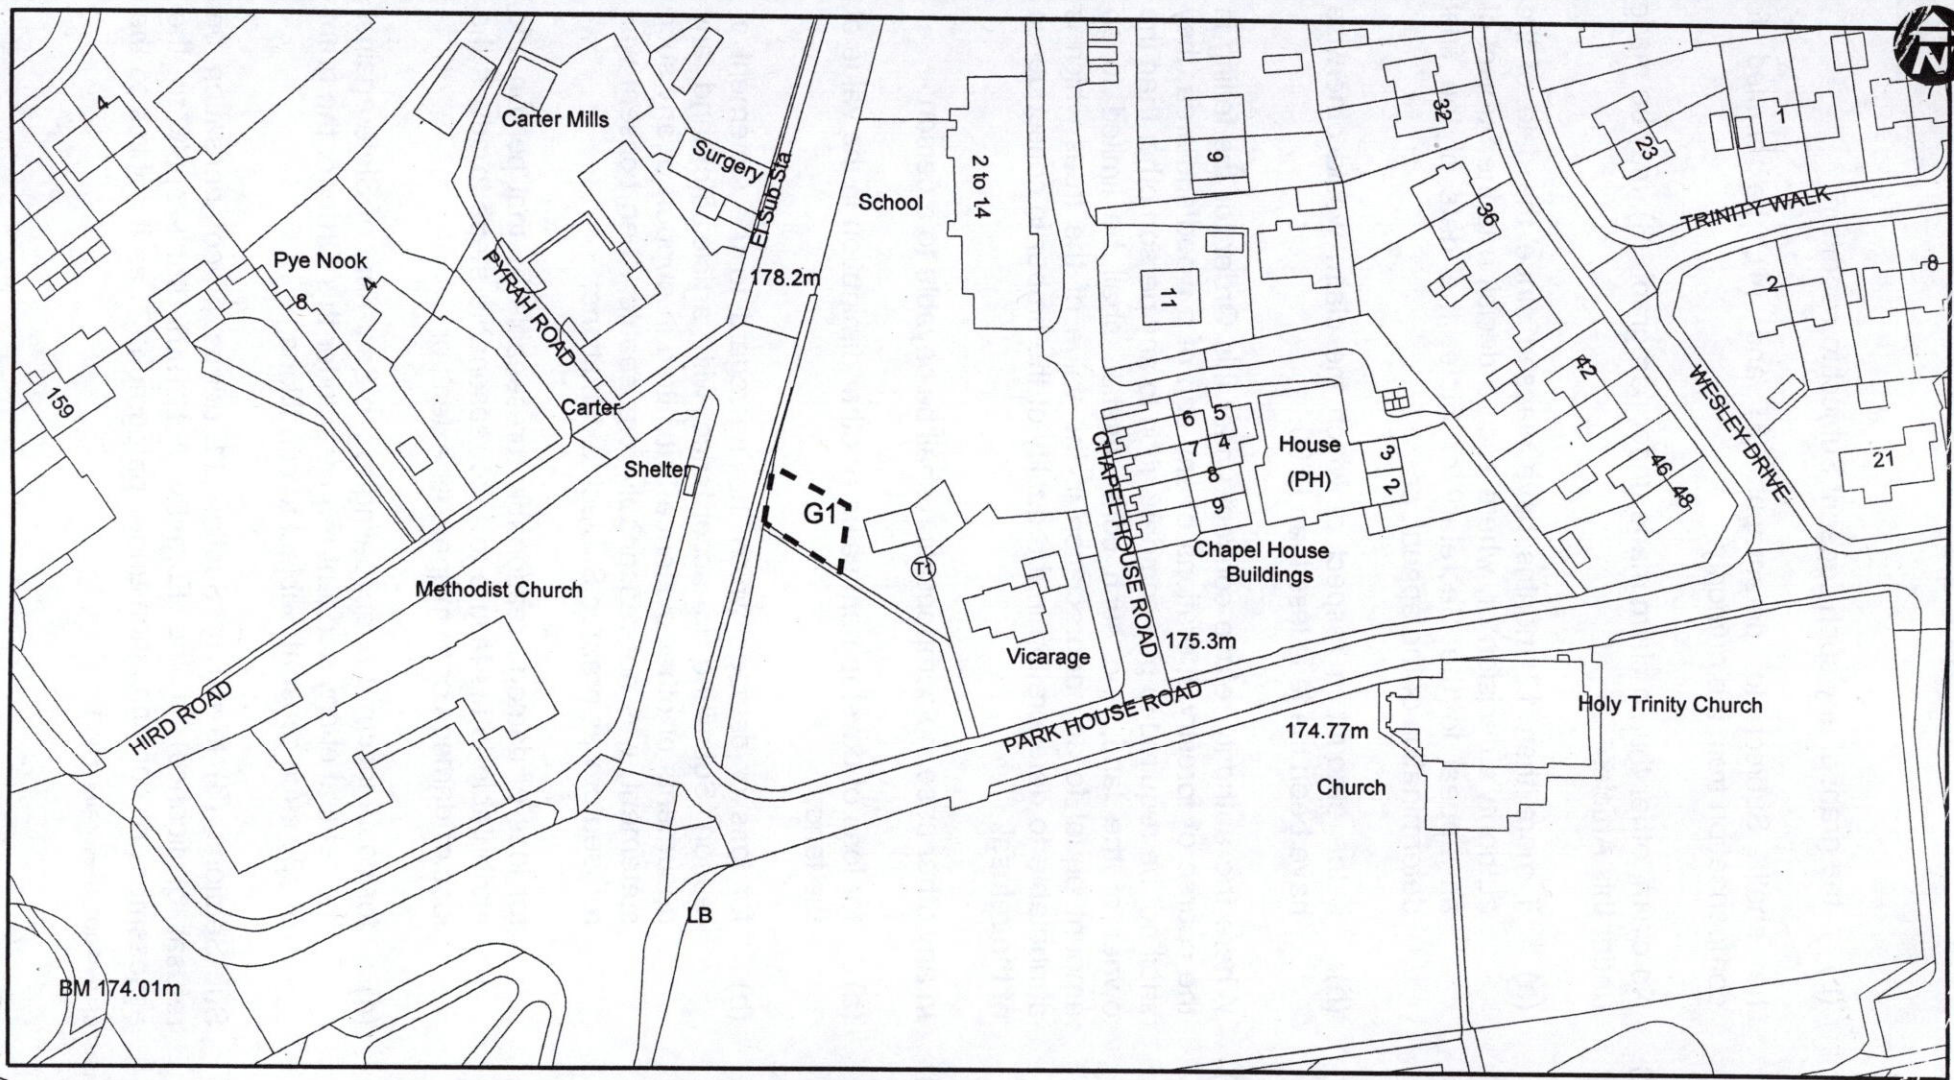 N
4
Carter Mills
Surgery
El Sub Sta
School
2 to 14
9
32
23
1
7
TRINITY WALK
36
Pye Nook
8
4
PYRAH ROAD
178.2m
11
2
8
159
Carter
Shelter
G1
T1
CHAPEL HOUSE ROAD
6
5
7
4
8
9
House
(PH)
3
2
42
46
48
WESLEY DRIVE
21
Chapel House
Buildings
Methodist Church
Vicarage
175.3m
HIRD ROAD
PARK HOUSE ROAD
174.77m
Holy Trinity Church
Church
LB
BM 174.01m